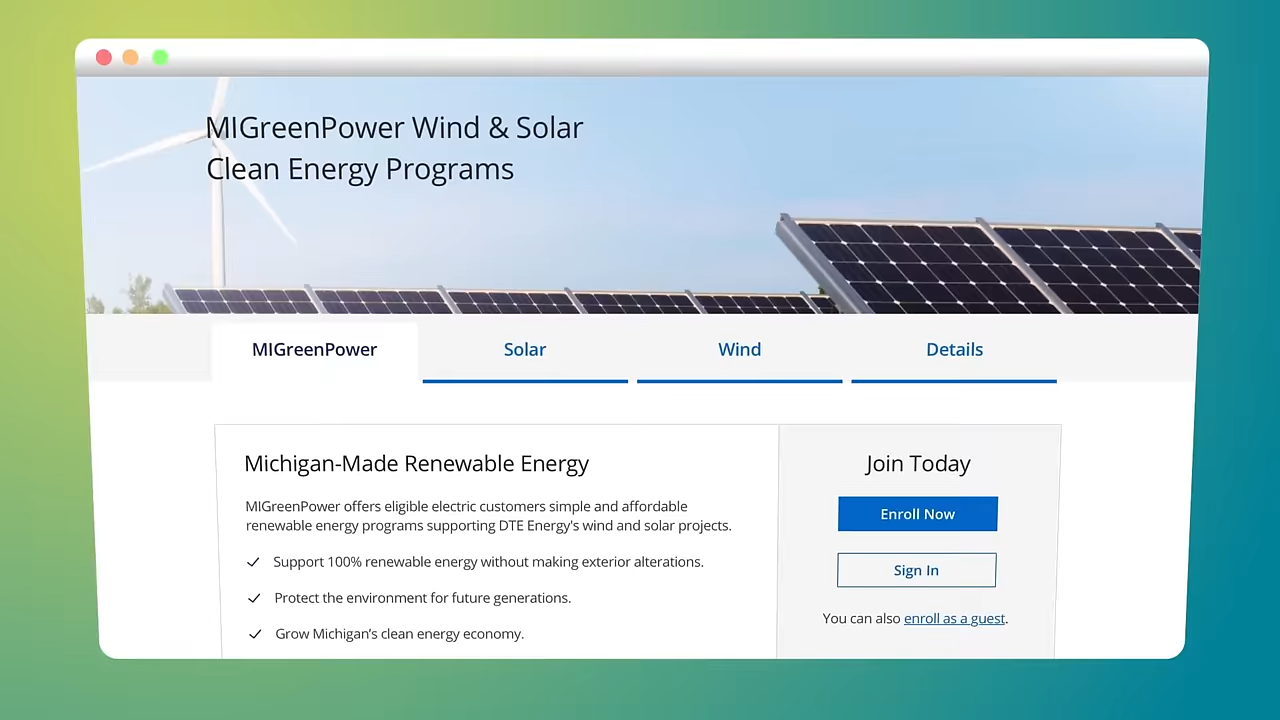 MIGreenPower Wind & Solar
Clean Energy Programs
MIGreenPower
Solar
Wind
Details
Michigan-Made Renewable Energy
MIGreenPower offers eligible electric customers simple and affordable
renewable energy programs supporting DTE Energy's wind and solar projects.
Support 100% renewable energy without making exterior alterations.
Protect the environment for future generations.
Grow Michigan's clean energy economy.
Join Today
Enroll Now
Sign In
You can also enroll as a guest.